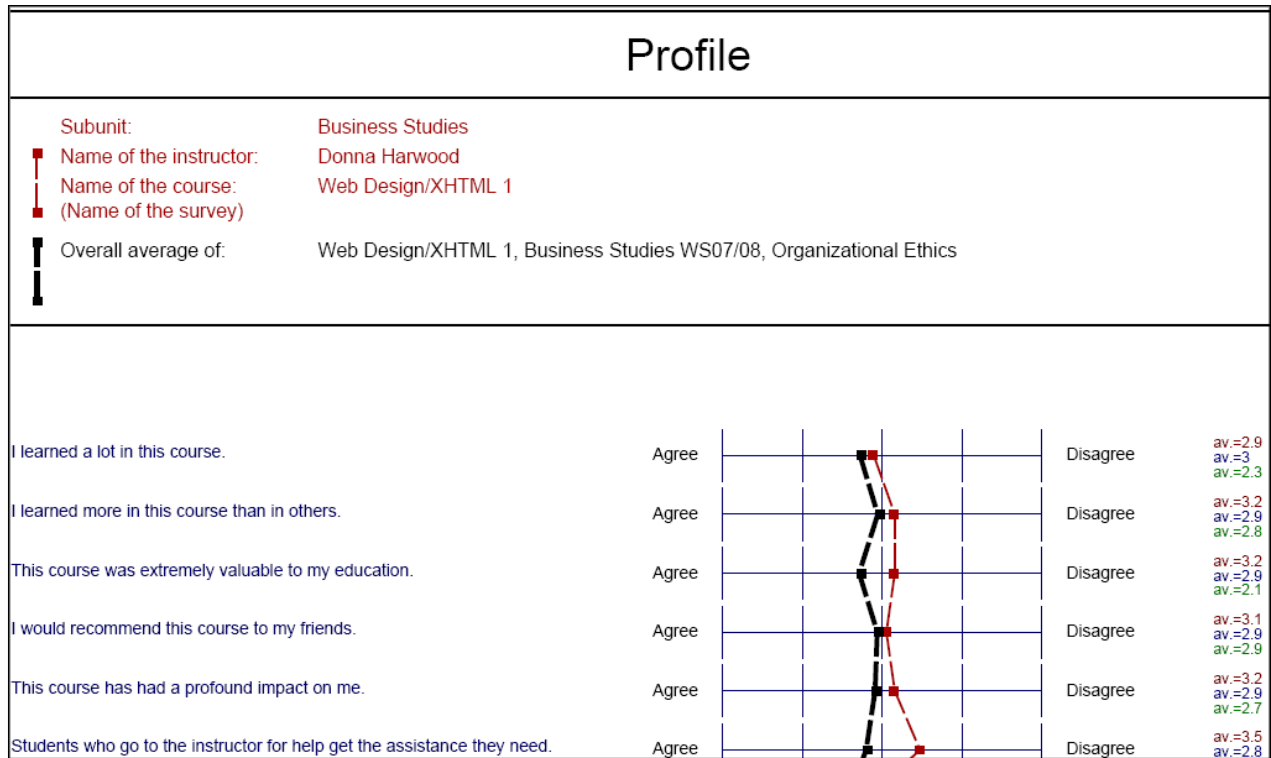 Profile
Subunit: Business Studies
Name of the instructor: Donna Harwood
Name of the course: Web Design/XHTML 1
(Name of the survey)
Overall average of: Web Design/XHTML 1, Business Studies WS07/08, Organizational Ethics
I learned a lot in this course. Agree Disagree av.=2.9
av.=3
av.=2.3
I learned more in this course than in others. Agree Disagree av.=3.2
av.=2.9
av.=2.8
This course was extremely valuable to my education. Agree Disagree av.=3.2
av.=2.9
av.=2.1
I would recommend this course to my friends. Agree Disagree av.=3.1
av.=2.9
av.=2.9
This course has had a profound impact on me. Agree Disagree av.=3.2
av.=2.9
av.=2.7
Students who go to the instructor for help get the assistance they need. Agree Disagree av.=3.5
av.=2.8